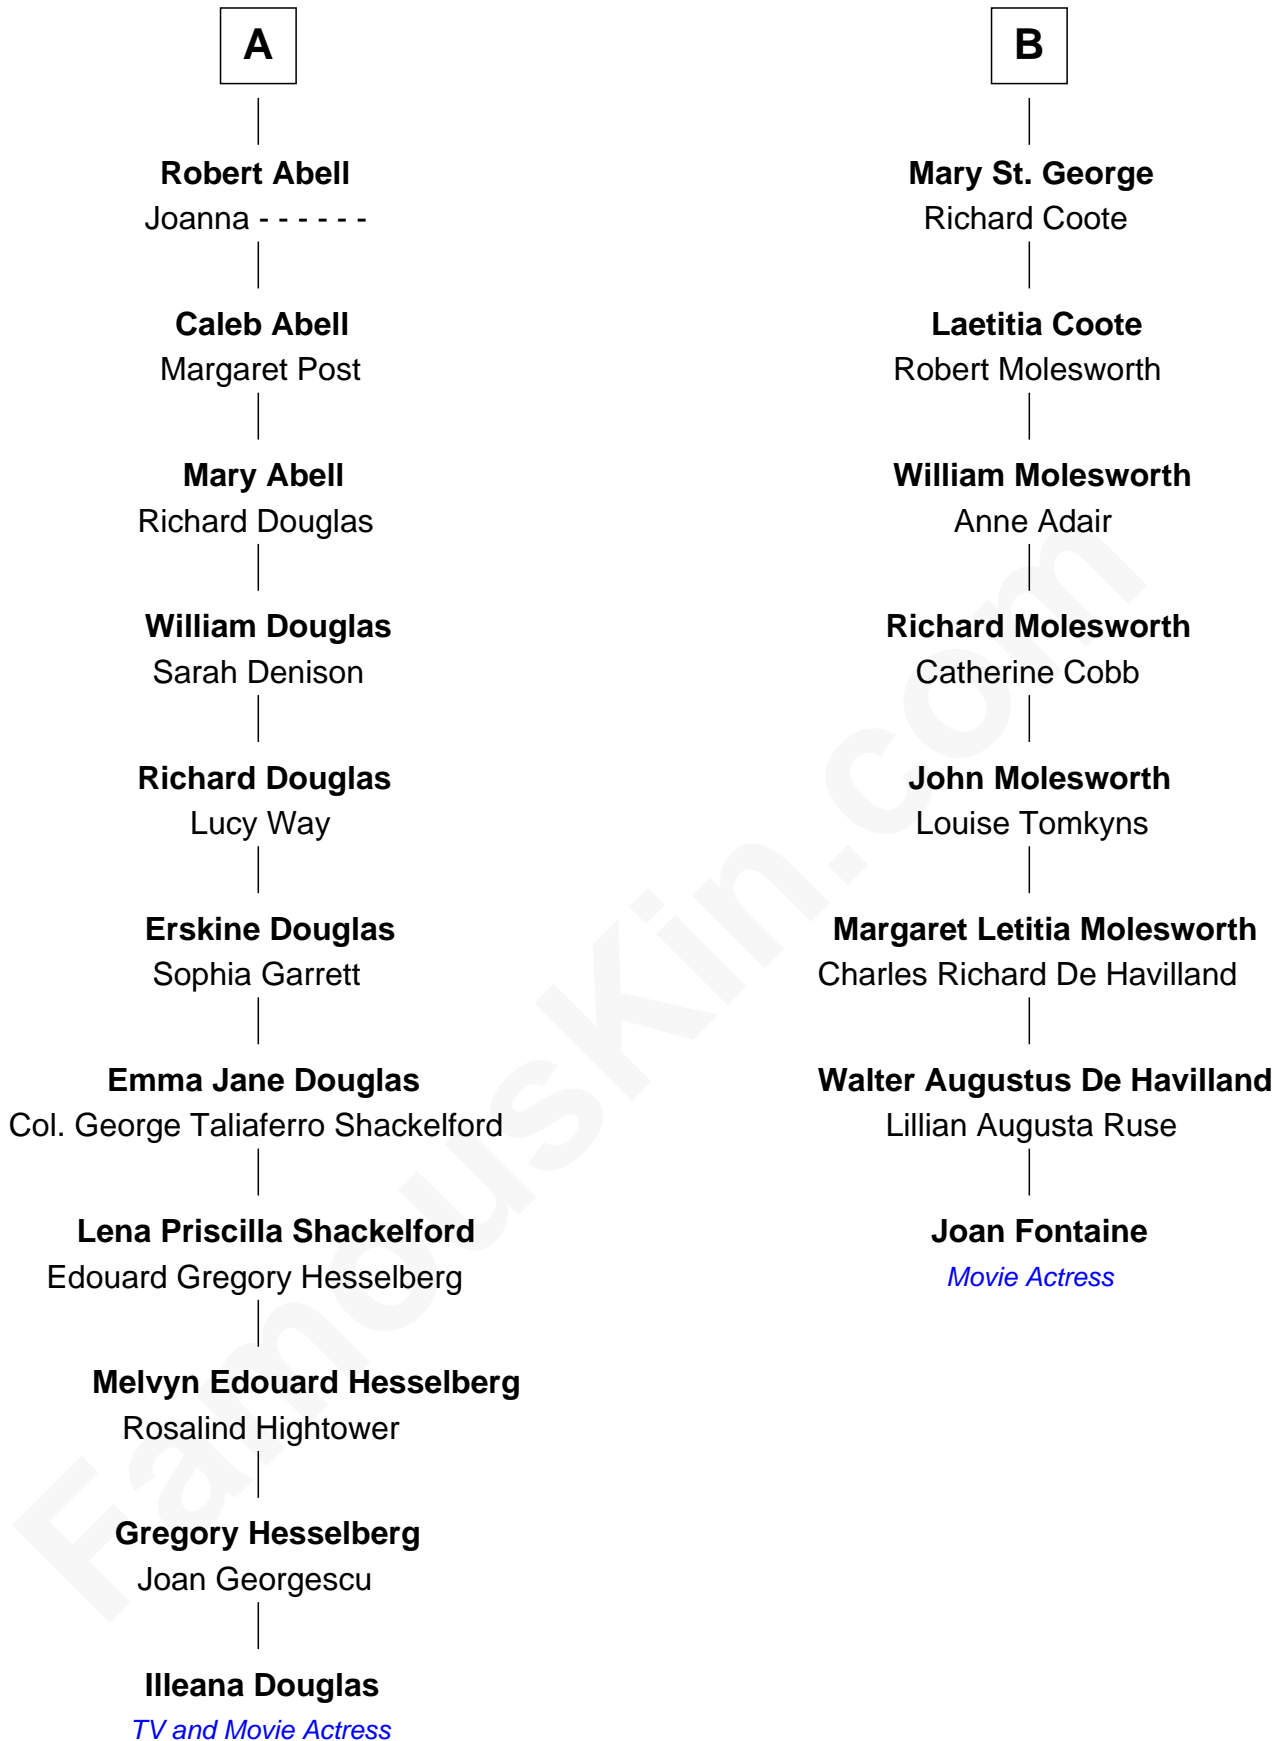 A
Robert Abell
Joanna - - - - - -
Caleb Abell
Margaret Post
Mary Abell
Richard Douglas
William Douglas
Sarah Denison
Richard Douglas
Lucy Way
Erskine Douglas
Sophia Garrett
Emma Jane Douglas
Col. George Taliaferro Shackelford
Lena Priscilla Shackelford
Edouard Gregory Hesselberg
Melvyn Edouard Hesselberg
Rosalind Hightower
Gregory Hesselberg
Joan Georgescu
Illeana Douglas
TV and Movie Actress
B
Mary St. George
Richard Coote
Laetitia Coote
Robert Molesworth
William Molesworth
Anne Adair
Richard Molesworth
Catherine Cobb
John Molesworth
Louise Tomkyns
Margaret Letitia Molesworth
Charles Richard De Havilland
Walter Augustus De Havilland
Lillian Augusta Ruse
Joan Fontaine
Movie Actress
FamousKin.com